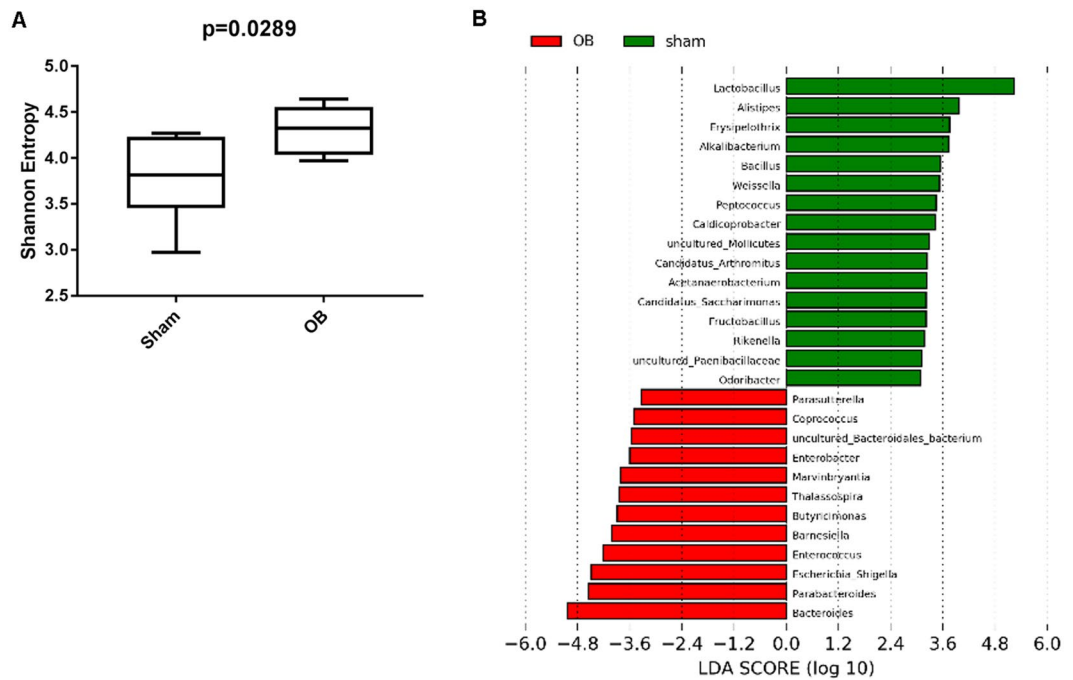 A
p=0.0289
Shannon Entropy
5.0
4.5
4.0
3.5
3.0
2.5
Sham
OB
B
OB
sham
Lactobacillus
Alistipes
Erysipelothrix
Alkalibacterium
Bacillus
Weissella
Peptococcus
Caldicoprobacter
uncultured_Mollicutes
Candidatus_Arthromitus
Acetanaerobacterium
Candidatus_Saccharimonas
Fructobacillus
Rikenella
uncultured_Paenibacillaceae
Odoribacter
Parasutterella
Coprococcus
uncultured_Bacteroidales_bacterium
Enterobacter
Marvinbryantia
Thalassospira
Butyricimonas
Barnesiella
Enterococcus
Escherichia_Shigella
Parabacteroides
Bacteroides
−6.0 −4.8 −3.6 −2.4 −1.2 0.0 1.2 2.4 3.6 4.8 6.0
LDA SCORE (log 10)